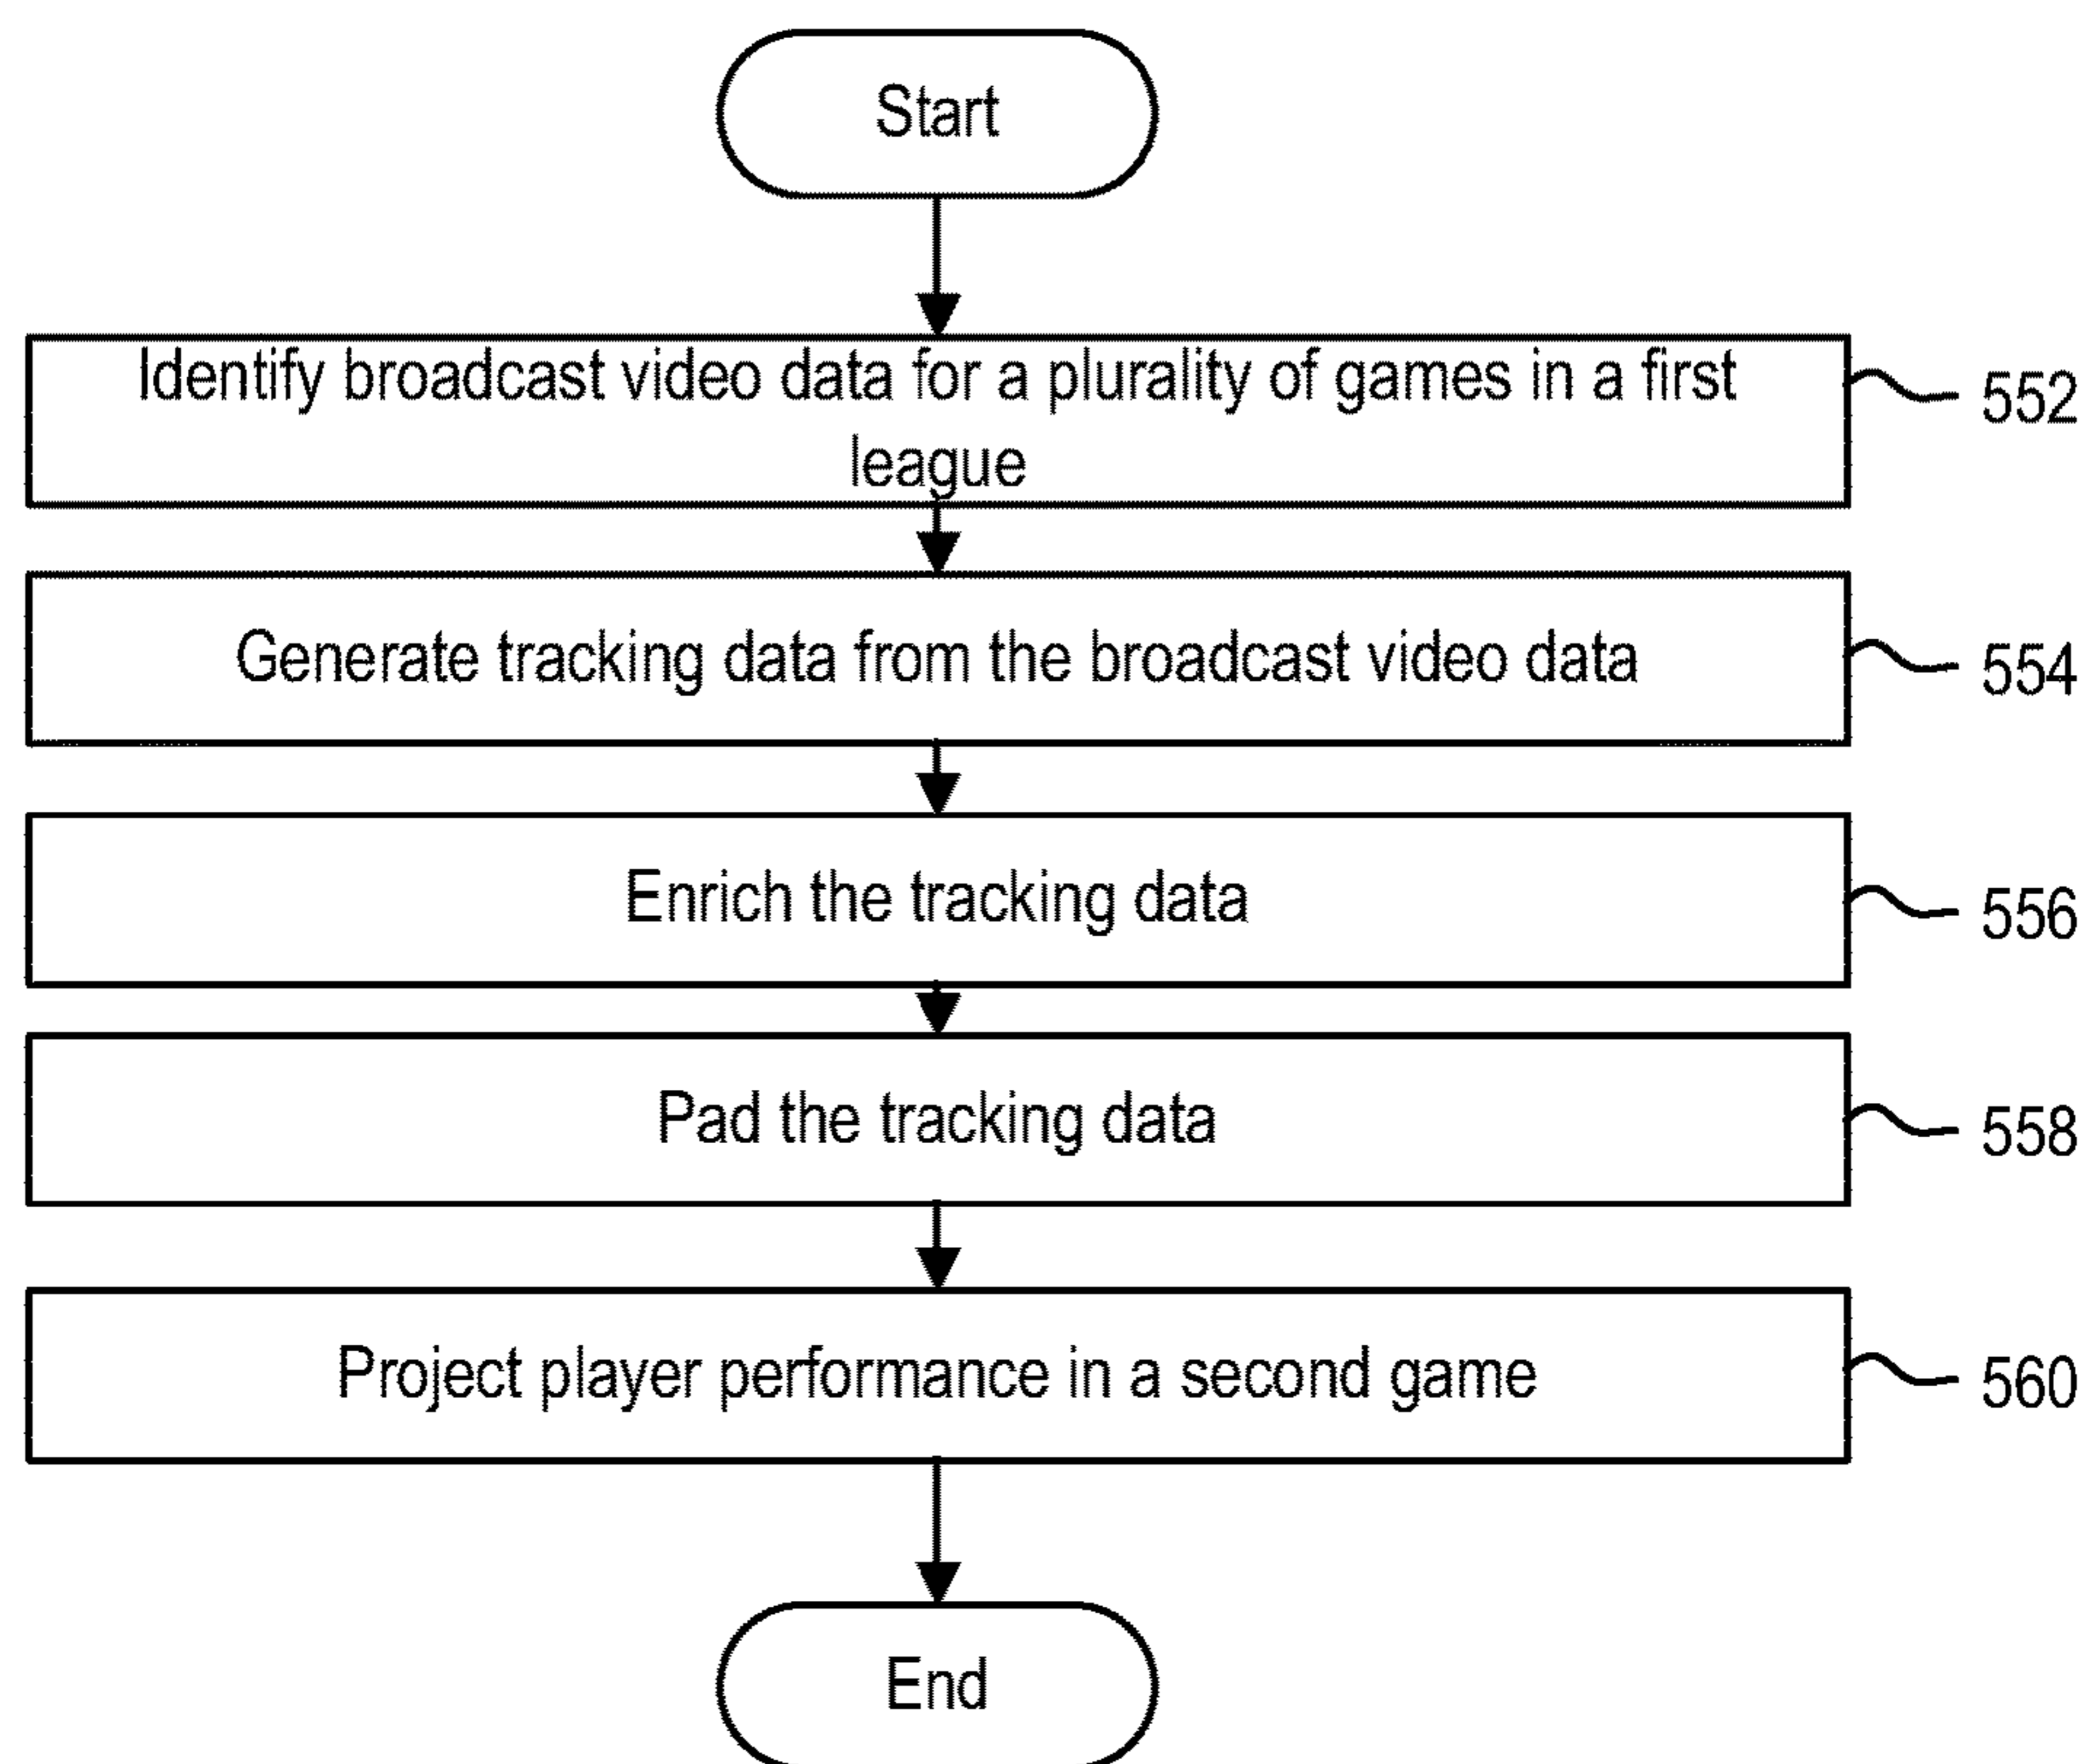 Start
Identify broadcast video data for a plurality of games in a first
league
552
Generate tracking data from the broadcast video data
554
Enrich the tracking data
556
Pad the tracking data
558
Project player performance in a second game
560
End